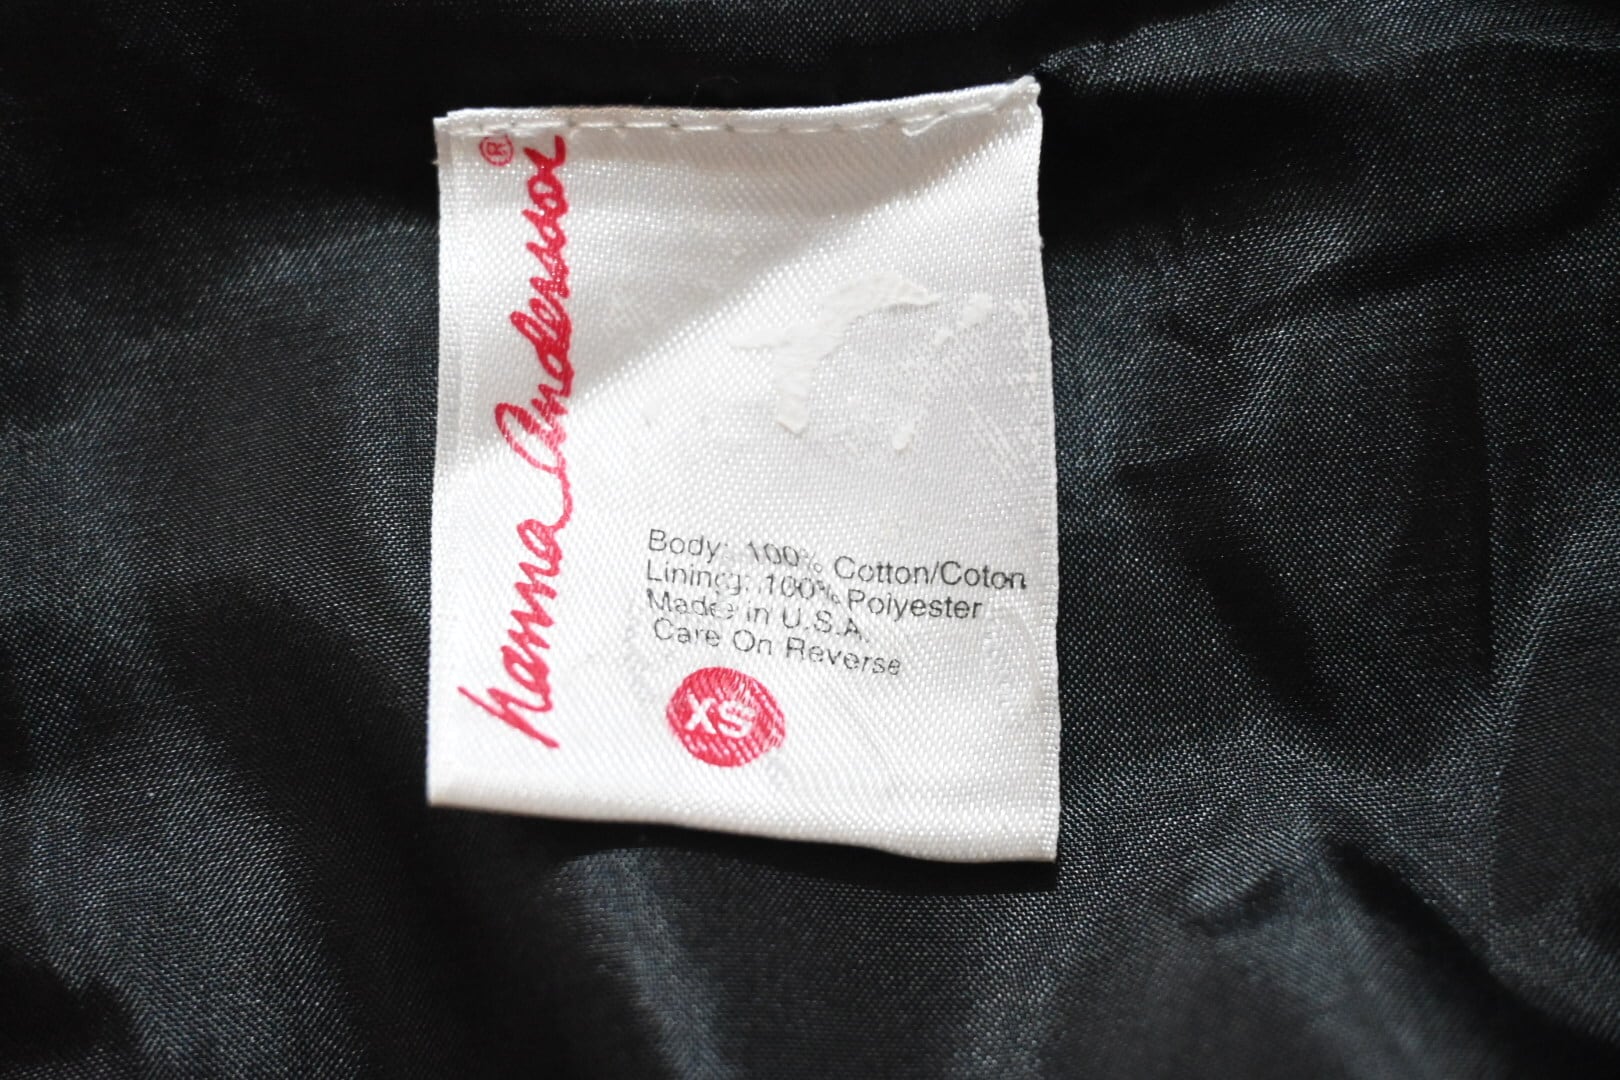 hanna Andersson®
Body: 100% Cotton/Coton
Lining: 100% Polyester
Made in U.S.A.
Care On Reverse
XS